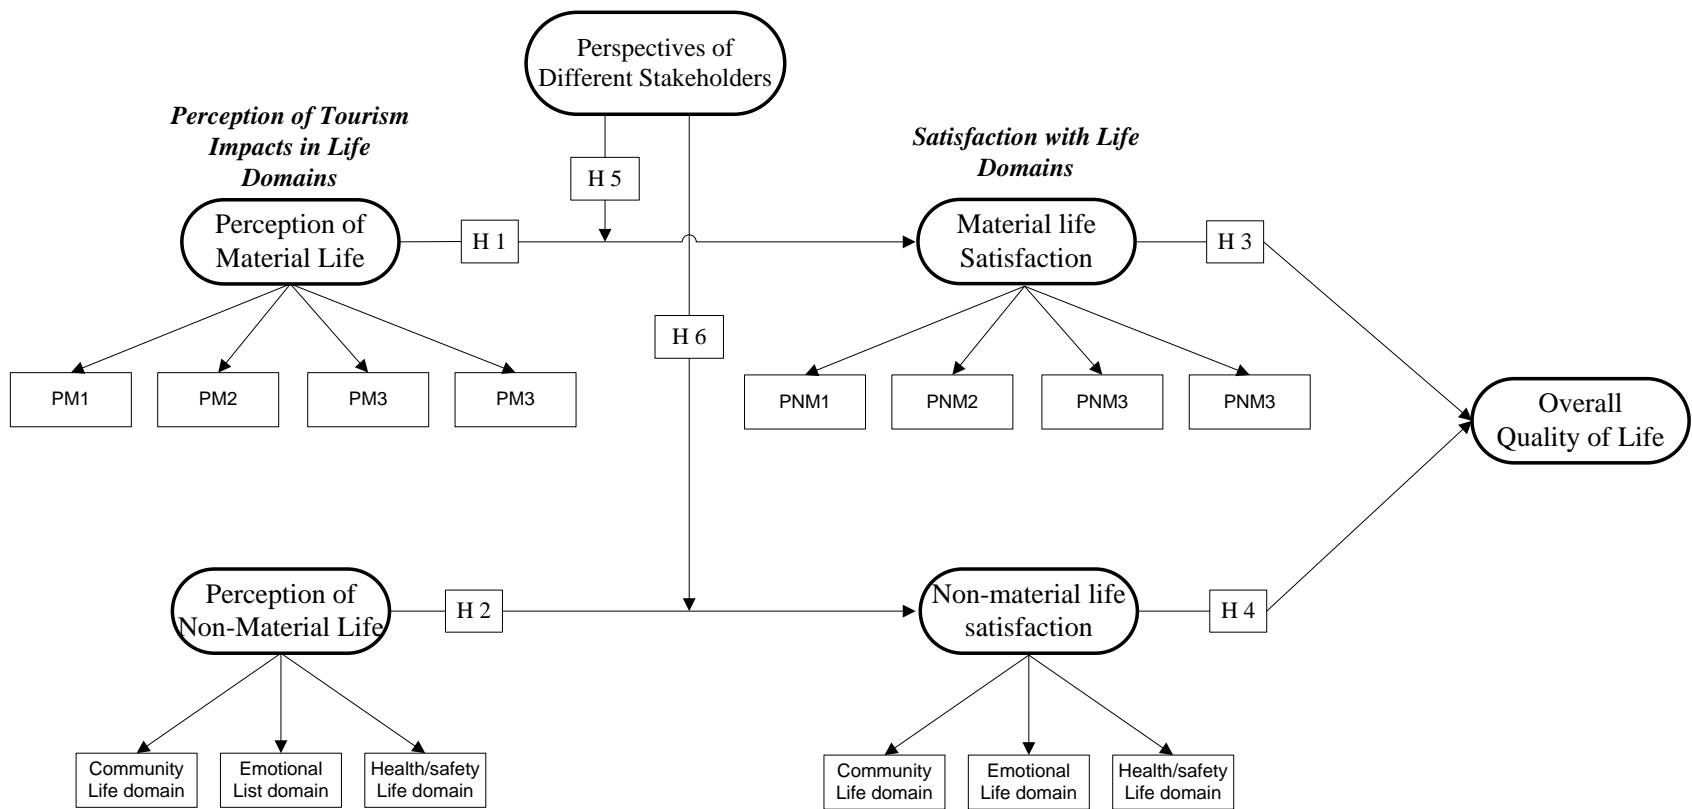 Perspectives of
Different Stakeholders
Perception of Tourism
Impacts in Life
Domains
Satisfaction with Life
Domains
H 5
Perception of
Material Life
H 1
Material life
Satisfaction
H 3
H 6
PM1
PM2
PM3
PM3
PNM1
PNM2
PNM3
PNM3
Overall
Quality of Life
Perception of
Non-Material Life
H 2
Non-material life
satisfaction
H 4
Community
Life domain
Emotional
List domain
Health/safety
Life domain
Community
Life domain
Emotional
Life domain
Health/safety
Life domain